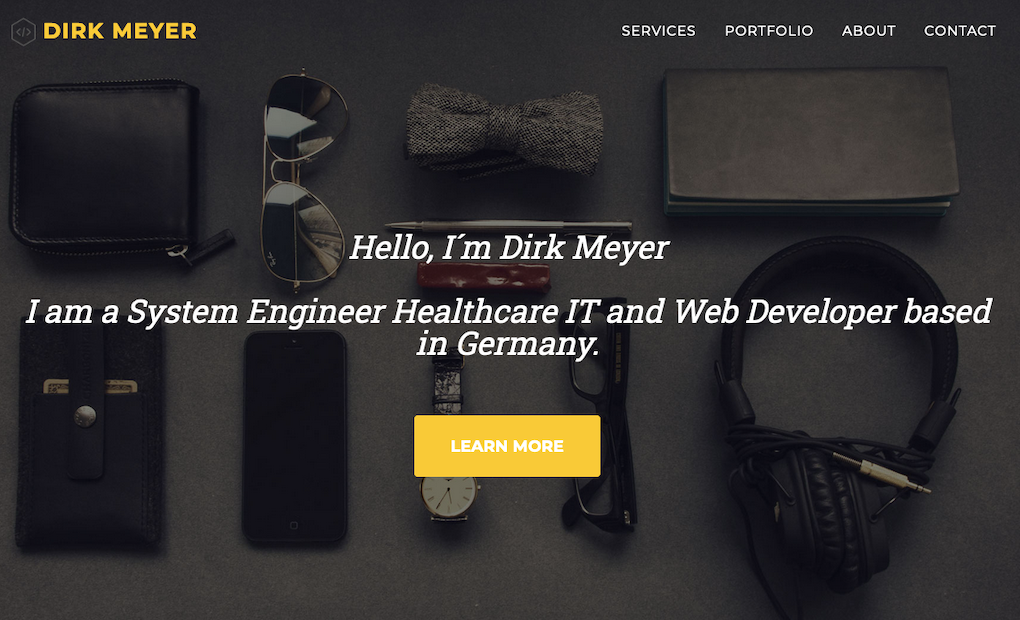 </> DIRK MEYER
SERVICES PORTFOLIO ABOUT CONTACT
Hello, I´m Dirk Meyer
I am a System Engineer Healthcare IT and Web Developer based
in Germany.
LEARN MORE